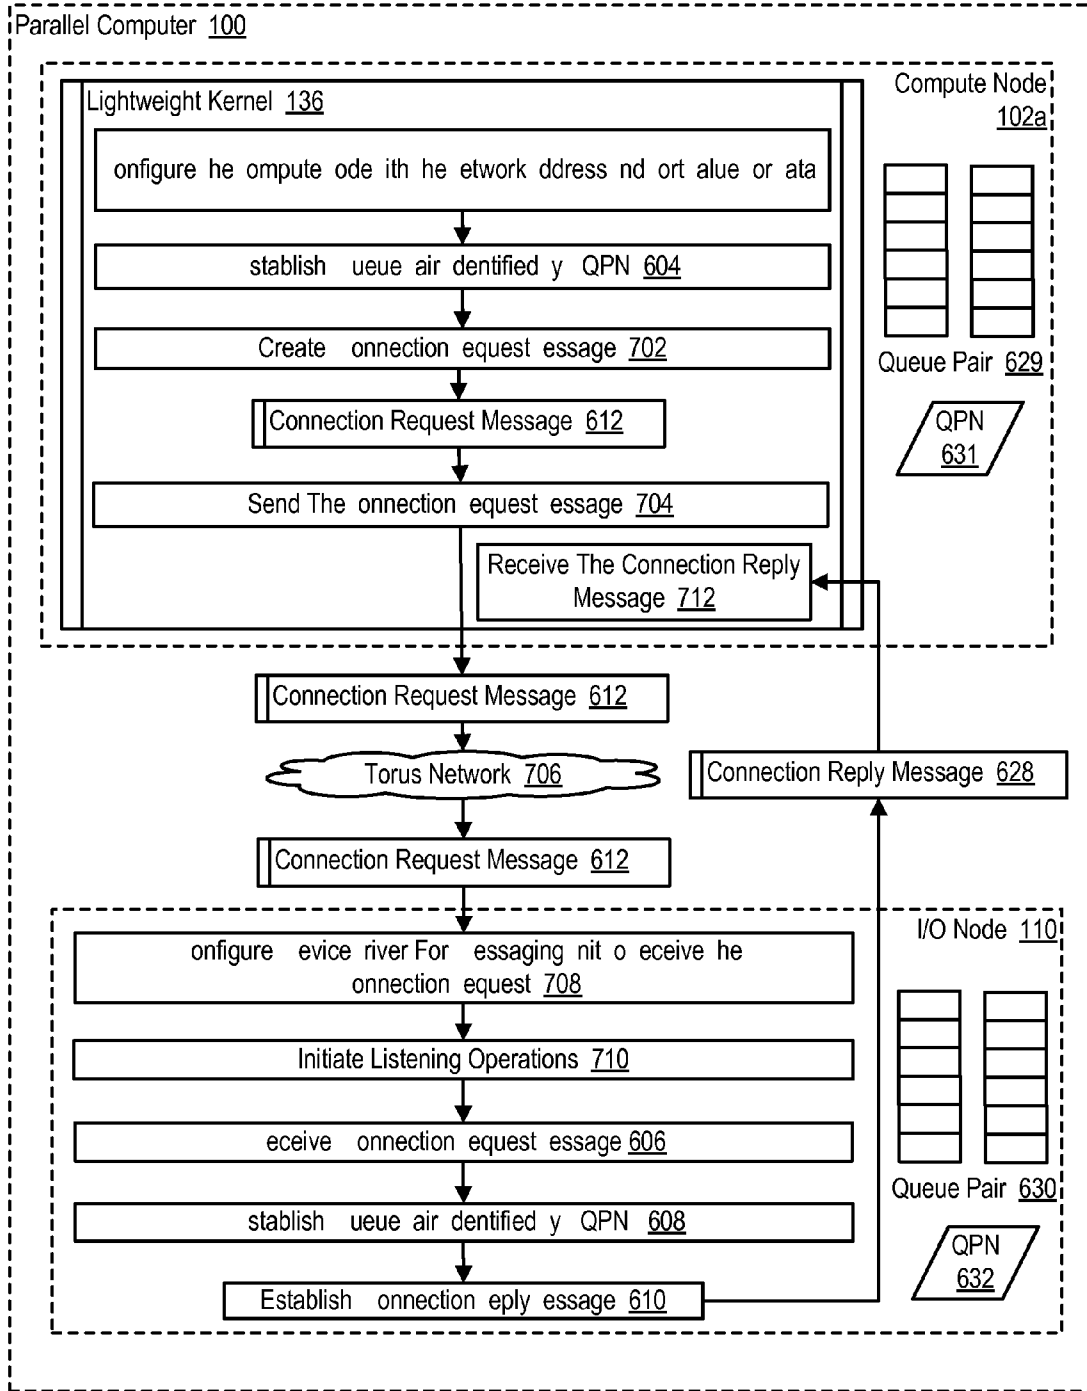 Parallel Computer 100
Compute Node
102a
Lightweight Kernel 136
onfigure he ompute ode ith he etwork ddress nd ort alue or ata
stablish ueue air dentified y QPN 604
Create onnection equest essage 702
Connection Request Message 612
Send The onnection equest essage 704
Receive The Connection Reply
Message 712
Queue Pair 629
QPN
631
Connection Request Message 612
Torus Network 706
Connection Reply Message 628
Connection Request Message 612
I/O Node 110
onfigure evice river For essaging nit o eceive he
onnection equest 708
Initiate Listening Operations 710
eceive onnection equest essage 606
stablish ueue air dentified y QPN 608
Establish onnection eply essage 610
Queue Pair 630
QPN
632